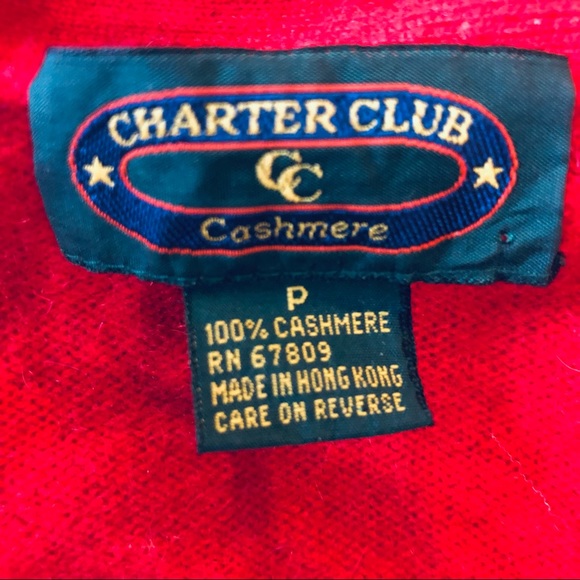 CHARTER CLUB
CC
Cashmere
P
100% CASHMERE
RN 67809
MADE IN HONG KONG
CARE ON REVERSE